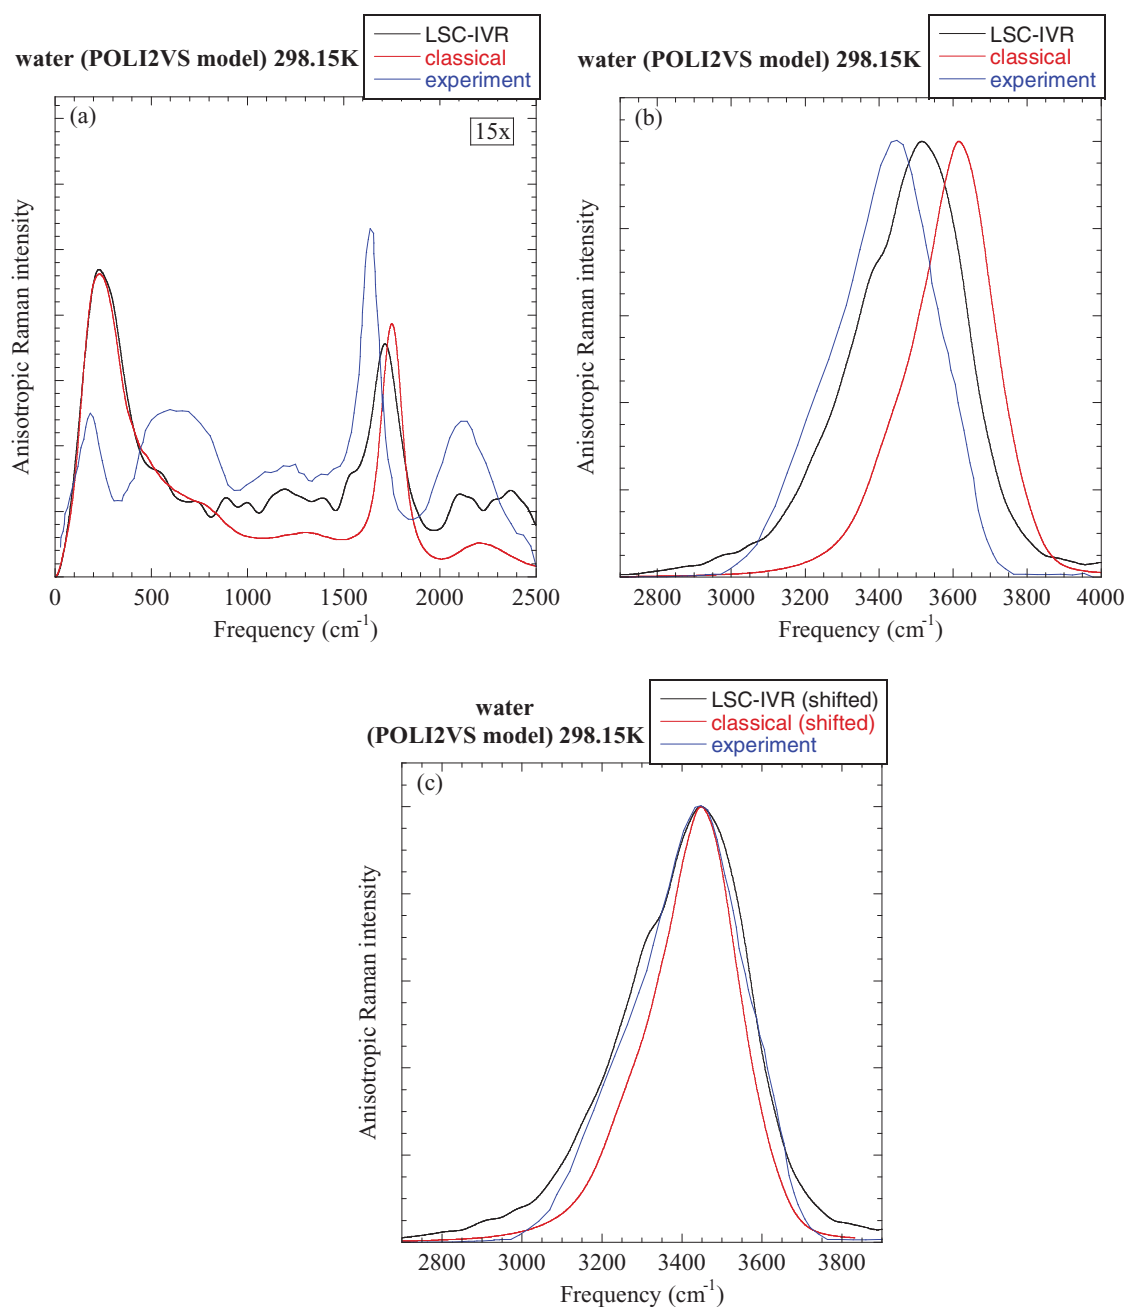 water (POLI2VS model) 298.15K
LSC-IVR
classical
experiment
(a)
15x
Anisotropic Raman intensity
0 500 1000 1500 2000 2500
Frequency (cm⁻¹)
water (POLI2VS model) 298.15K
LSC-IVR
classical
experiment
(b)
Anisotropic Raman intensity
2800 3000 3200 3400 3600 3800 4000
Frequency (cm⁻¹)
water
(POLI2VS model) 298.15K
LSC-IVR (shifted)
classical (shifted)
experiment
(c)
Anisotropic Raman intensity
2800 3000 3200 3400 3600 3800
Frequency (cm⁻¹)